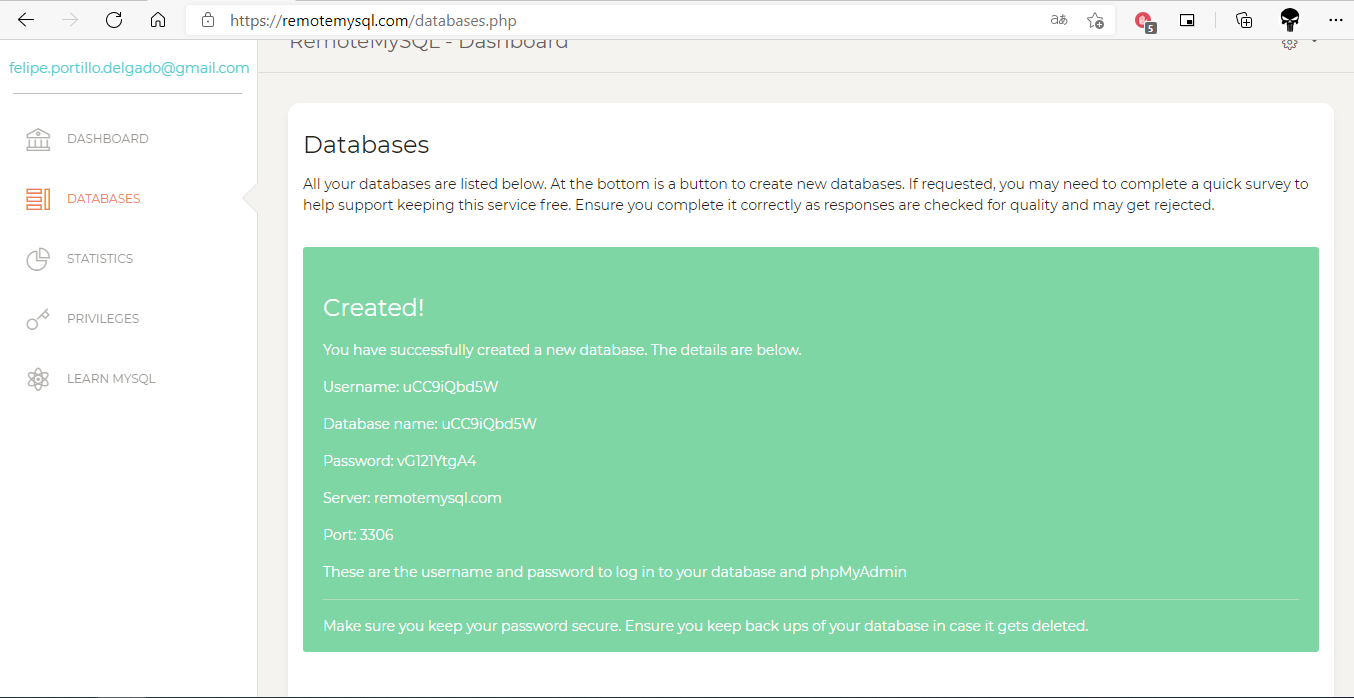 https://remotemysql.com/databases.php
aあ
5
RemoteMySQL - Dashboard
felipe.portillo.delgado@gmail.com
DASHBOARD
DATABASES
STATISTICS
PRIVILEGES
LEARN MYSQL
Databases
All your databases are listed below. At the bottom is a button to create new databases. If requested, you may need to complete a quick survey to
help support keeping this service free. Ensure you complete it correctly as responses are checked for quality and may get rejected.
Created!
You have successfully created a new database. The details are below.
Username: uCC9iQbd5W
Database name: uCC9iQbd5W
Password: vG121YtgA4
Server: remotemysql.com
Port: 3306
These are the username and password to log in to your database and phpMyAdmin
Make sure you keep your password secure. Ensure you keep back ups of your database in case it gets deleted.